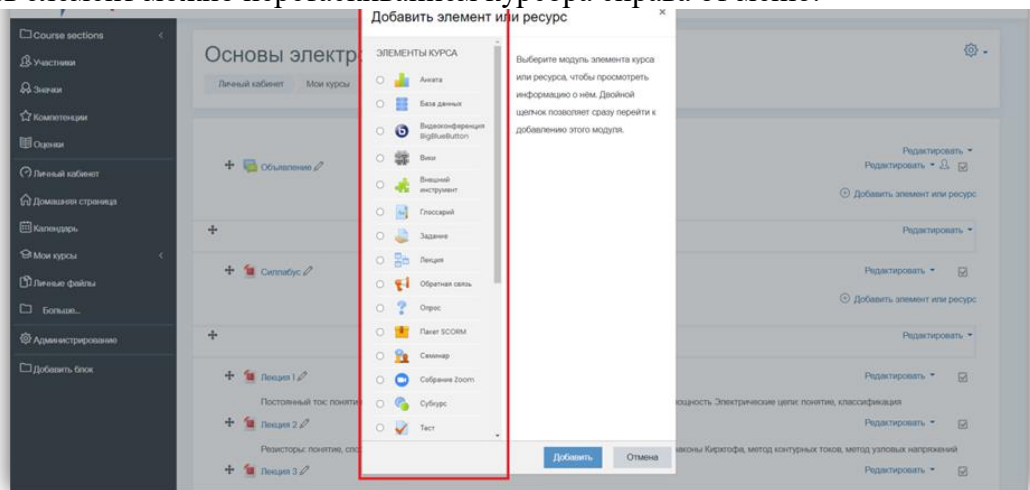 элемент можно перетаскиванием курсора справа от меню.
Course sections
Участники
Значки
Компетенции
Оценки
Личный кабинет
Домашняя страница
Календарь
Мои курсы
Личные файлы
Больше...
Администрирование
Добавить блок
Основы электр
Личный кабинет Мои курсы
Объявление
Силлабус
Лекция 1
Постоянный ток: поняти
Лекция 2
Резисторы: понятие, спо
Лекция 3
Добавить элемент или ресурс ×
ЭЛЕМЕНТЫ КУРСА
Анкета
База данных
Видеоконференция
BigBlueButton
Вики
Внешний
инструмент
Глоссарий
Задание
Лекция
Обратная связь
Опрос
Пакет SCORM
Семинар
Собрание Zoom
Субкурс
Тест
Выберите модуль элемента курса
или ресурса, чтобы просмотреть
информацию о нём. Двойной
щелчок позволяет сразу перейти к
добавлению этого модуля.
Добавить Отмена
Редактировать
Редактировать
Добавить элемент или ресурс
Редактировать
Редактировать
Добавить элемент или ресурс
Редактировать
Редактировать
ощность Электрические цепи: понятие, классификация
Редактировать
аконы Кирхгофа, метод контурных токов, метод узловых напряжений
Редактировать